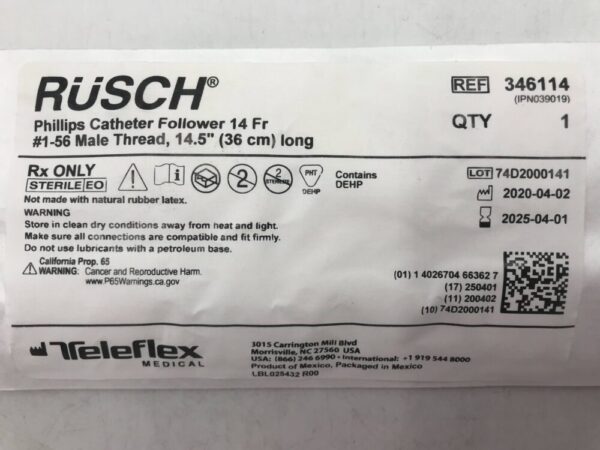 RÜSCH®
Phillips Catheter Follower 14 Fr
#1-56 Male Thread, 14.5" (36 cm) long
REF 346114
(IPN039019)
QTY 1
Rx ONLY
STERILE EO
2
2
STERILIZE
PHT
DEHP
Contains
DEHP
LOT 74D2000141
2020-04-02
2025-04-01
Not made with natural rubber latex.
WARNING
Store in clean dry conditions away from heat and light.
Make sure all connections are compatible and fit firmly.
Do not use lubricants with a petroleum base.
California Prop. 65
WARNING: Cancer and Reproductive Harm.
www.P65Warnings.ca.gov
(01) 1 4026704 66362 7
(17) 250401
(11) 200402
(10) 74D2000141
Teleflex
MEDICAL
3015 Carrington Mill Blvd
Morrisville, NC 27560 USA
USA: (866) 246 6990 • International: +1 919 544 8000
Product of Mexico, Packaged in Mexico
LBL025432 R00